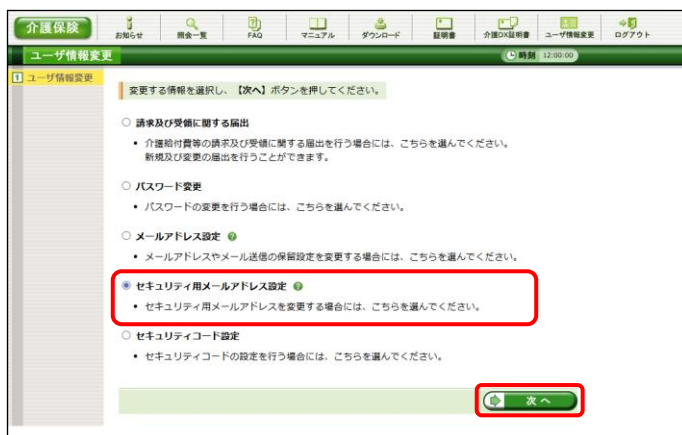 介護保険
お知らせ
照会一覧
FAQ
マニュアル
ダウンロード
証明書
介護DX証明書
ユーザ情報変更
ログアウト
ユーザ情報変更
時刻 12:00:00
1 ユーザ情報変更
変更する情報を選択し、【次へ】ボタンを押してください。
請求及び受領に関する届出
• 介護給付費等の請求及び受領に関する届出を行う場合には、こちらを選んでください。
新規及び変更の届出を行うことができます。
パスワード変更
• パスワードの変更を行う場合には、こちらを選んでください。
メールアドレス設定 ?
• メールアドレスやメール送信の保留設定を変更する場合には、こちらを選んでください。
セキュリティ用メールアドレス設定 ?
• セキュリティ用メールアドレスを変更する場合には、こちらを選んでください。
セキュリティコード設定
• セキュリティコードの設定を行う場合には、こちらを選んでください。
次へ